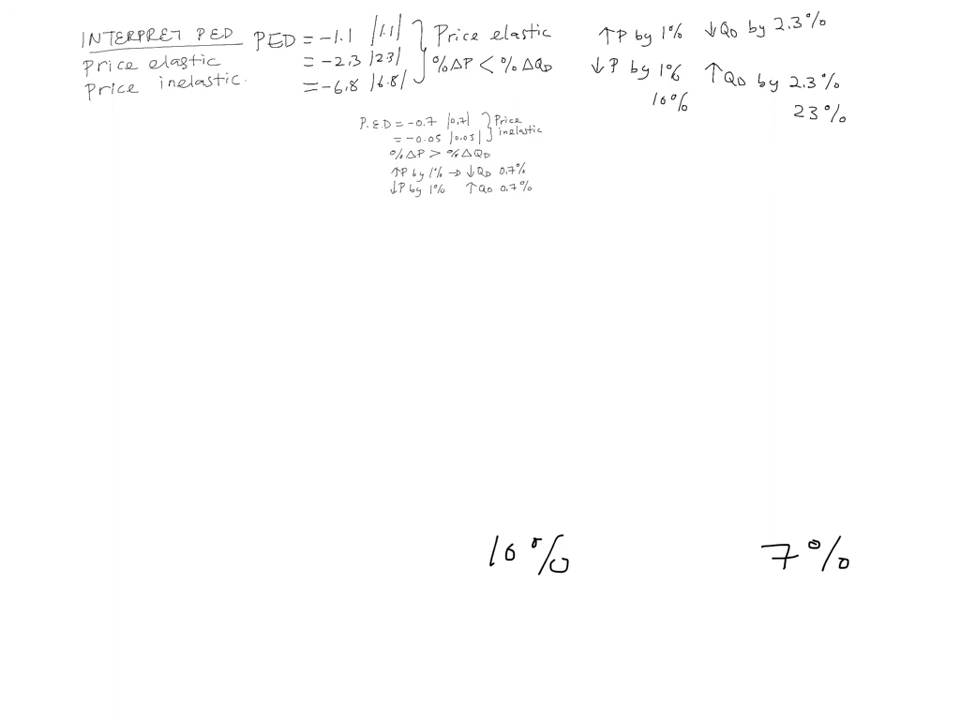 INTERPRET PED
Price elastic
Price inelastic.
PED = -1.1 |1.1|
= -2.3 |2.3|
= -6.8 |6.8|
Price elastic
%ΔP < %ΔQD
↑P by 1% ↓QD by 2.3%
↓P by 1% ↑QD by 2.3%
10% 23%
P.E.D = -0.7 |0.7|
= -0.05 |0.05|
Price
inelastic
%ΔP > %ΔQD
↑P by 1% → ↓QD 0.7%
↓P by 1% ↑QD 0.7%
10% 7%